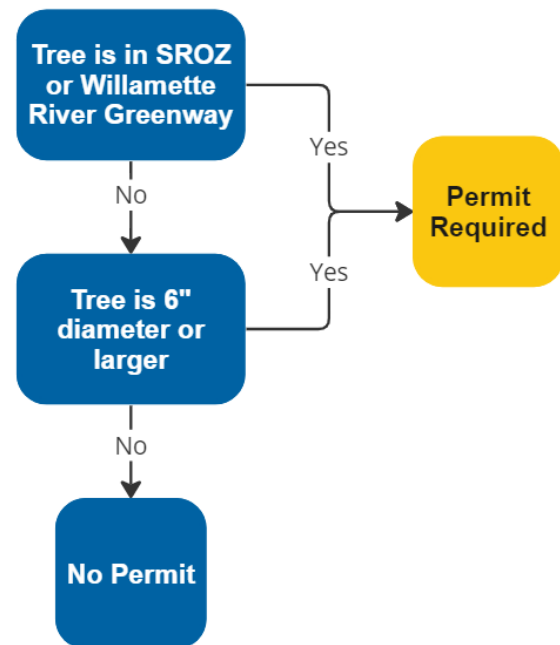 Tree is in SROZ
or Willamette
River Greenway
Yes
No
Permit
Required
Yes
Tree is 6"
diameter or
larger
No
No Permit